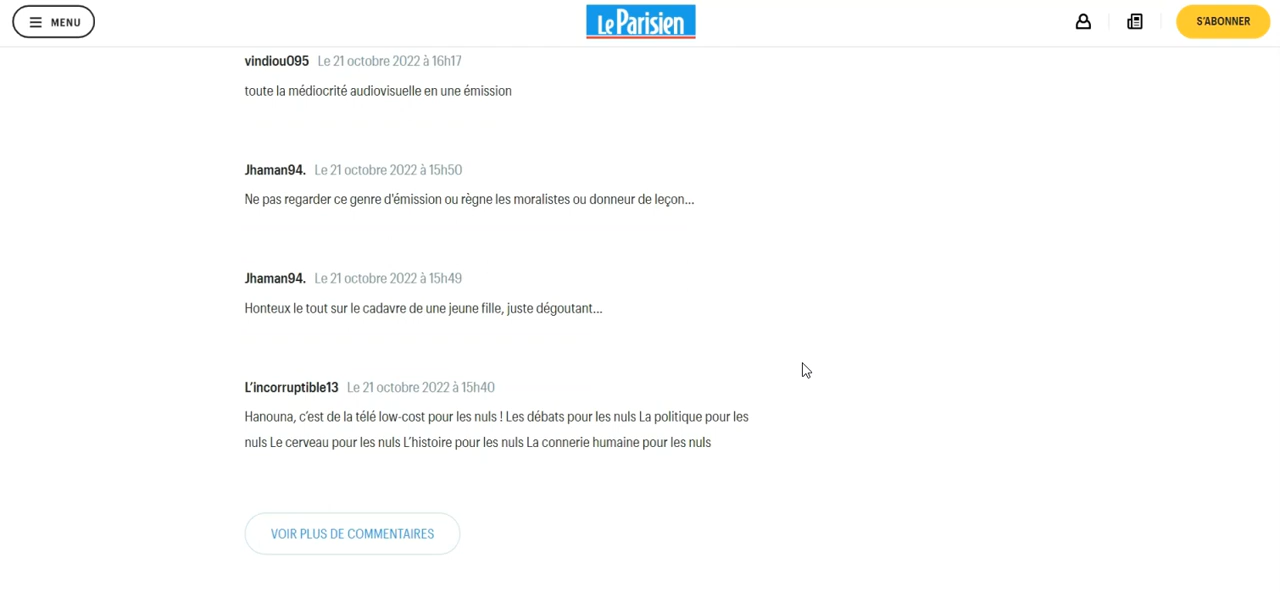 MENU
Le Parisien
S'ABONNER
vindiou095 Le 21 octobre 2022 à 16h17
toute la médiocrité audiovisuelle en une émission
Jhaman94. Le 21 octobre 2022 à 15h50
Ne pas regarder ce genre d'émission ou règne les moralistes ou donneur de leçon...
Jhaman94. Le 21 octobre 2022 à 15h49
Honteux le tout sur le cadavre de une jeune fille, juste dégoutant...
L'incorruptible13 Le 21 octobre 2022 à 15h40
Hanouna, c'est de la télé low-cost pour les nuls ! Les débats pour les nuls La politique pour les
nuls Le cerveau pour les nuls L'histoire pour les nuls La connerie humaine pour les nuls
VOIR PLUS DE COMMENTAIRES